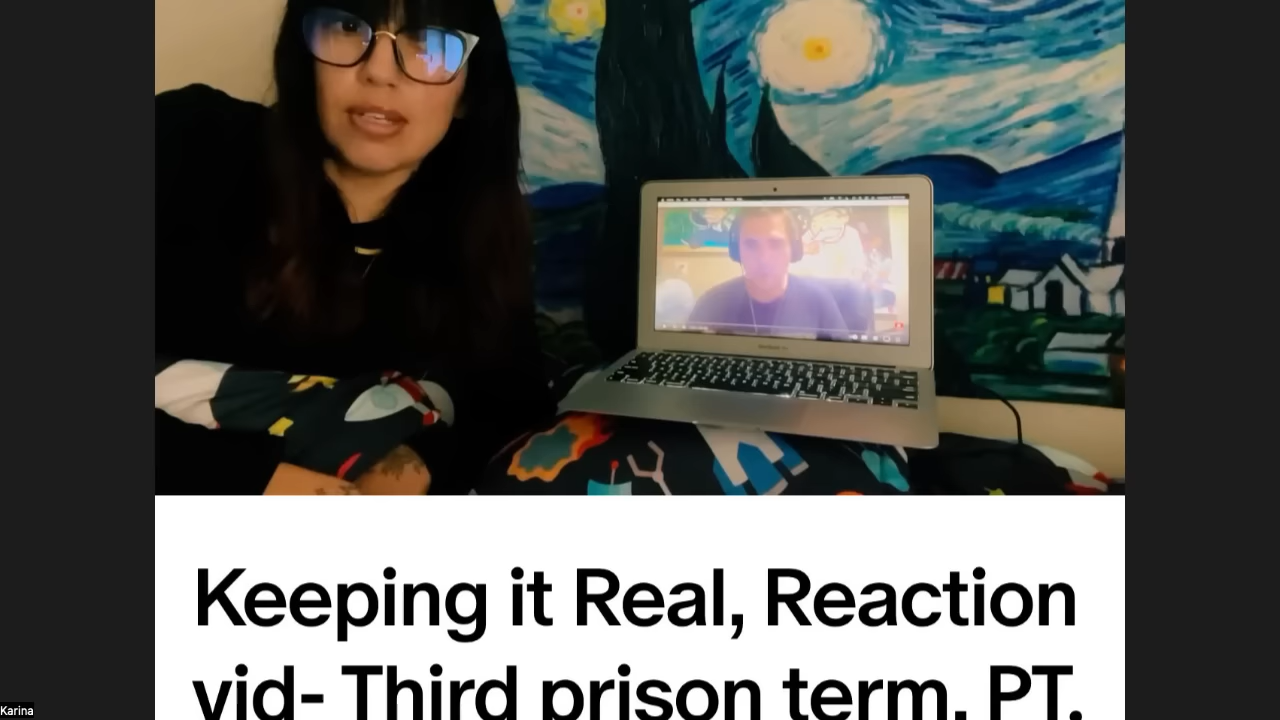 Keeping it Real, Reaction
vid- Third prison term, PT.
Karina